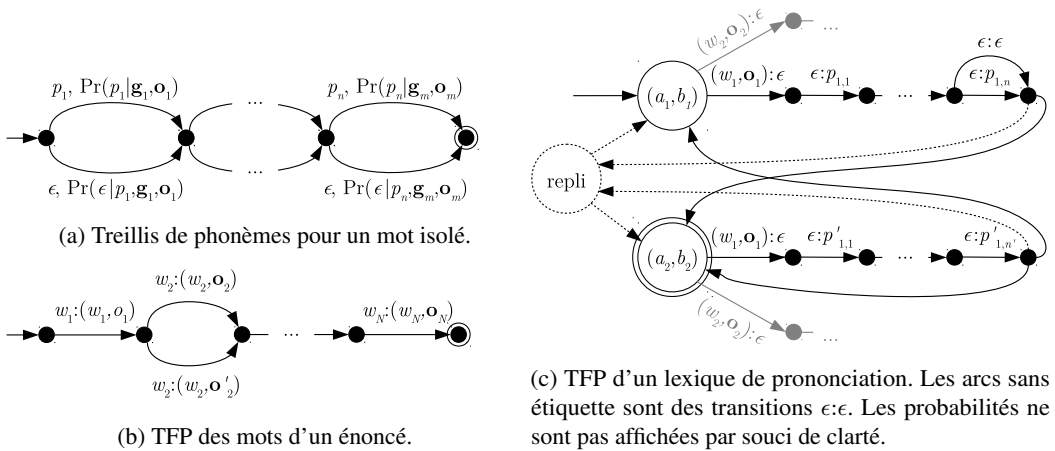 p₁, Pr(p₁|g₁,o₁)
...
pₙ, Pr(pₙ|gₘ,oₘ)
ϵ, Pr(ϵ|p₁,g₁,o₁)
...
ϵ, Pr(ϵ|pₙ,gₘ,oₘ)
(a) Treillis de phonèmes pour un mot isolé.
w₂:(w₂,o₂)
w₁:(w₁,o₁)
...
w_N:(w_N,o_N)
w₂:(w₂,o'₂)
(b) TFP des mots d'un énoncé.
(w₂,o₂):ϵ
...
ϵ:ϵ
(a₁,b₁)
(w₁,o₁):ϵ
ϵ:p₁,₁
...
ϵ:p₁,ₙ
repli
(a₂,b₂)
(w₁,o₁):ϵ
ϵ:p'₁,₁
...
ϵ:p'₁,ₙ'
(w₂,o₂):ϵ
...
(c) TFP d'un lexique de prononciation. Les arcs sans
étiquette sont des transitions ϵ:ϵ. Les probabilités ne
sont pas affichées par souci de clarté.